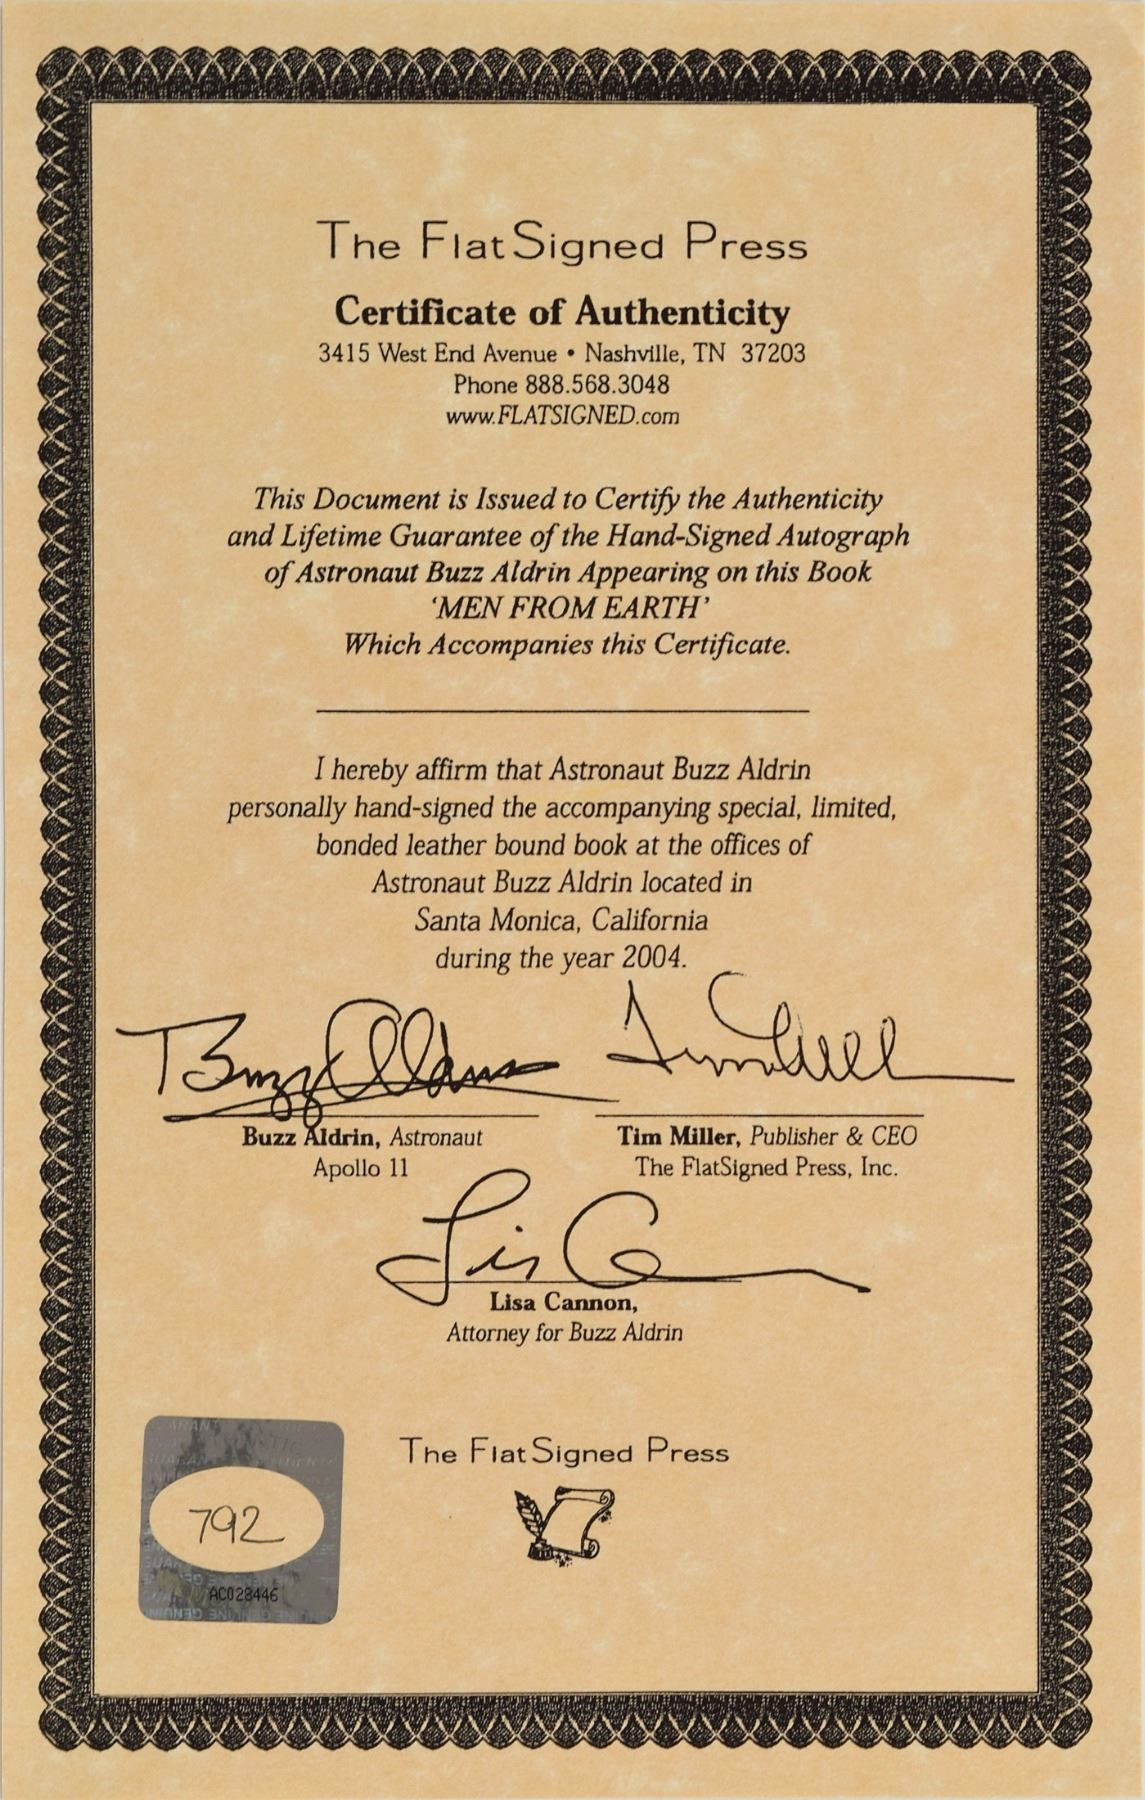 The FlatSigned Press
Certificate of Authenticity
3415 West End Avenue • Nashville, TN 37203
Phone 888.568.3048
www.FLATSIGNED.com
This Document is Issued to Certify the Authenticity
and Lifetime Guarantee of the Hand-Signed Autograph
of Astronaut Buzz Aldrin Appearing on this Book
‘MEN FROM EARTH’
Which Accompanies this Certificate.
I hereby affirm that Astronaut Buzz Aldrin
personally hand-signed the accompanying special, limited,
bonded leather bound book at the offices of
Astronaut Buzz Aldrin located in
Santa Monica, California
during the year 2004.
Buzz Aldrin
Buzz Aldrin, Astronaut
Apollo 11
Tim Miller, Publisher & CEO
The FlatSigned Press, Inc.
Lisa Cannon,
Attorney for Buzz Aldrin
The FlatSigned Press
792
AC028446